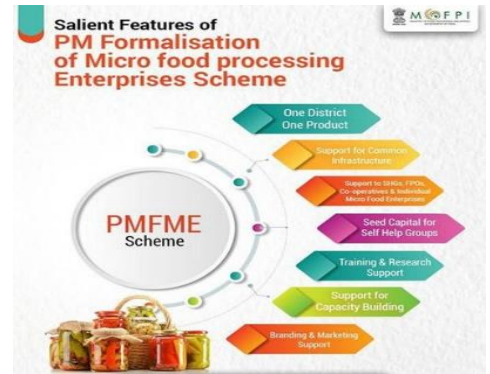 Salient Features of
PM Formalisation
of Micro food processing
Enterprises Scheme
MOFPI
One District
One Product
Support for Common
Infrastructure
Support to SHGs, FPOs,
Co-operatives & Individual
Micro Food Enterprises
PMFME
Scheme
Seed Capital for
Self Help Groups
Training & Research
Support
Support for
Capacity Building
Branding & Marketing
Support